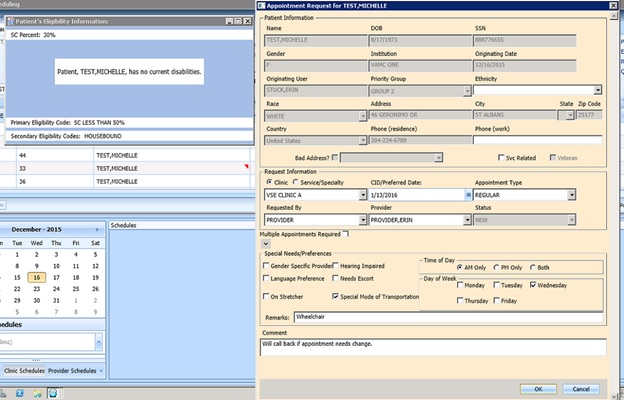 heduling
Patient's Eligibility Information:
SC Percent: 30%
Patient, TEST,MICHELLE, has no current disabilities.
Primary Eligibility Code: SC LESS THAN 50%
Secondary Eligibility Codes: HOUSEBOUND
44 TEST,MICHELLE
33 TEST,MICHELLE
36 TEST,MICHELLE
December - 2015
Mon Tue Wed Thu Fri Sat
1 2 3 4 5
8 9 10 11 12
15 16 17 18 19
22 23 24 25 26
29 30 31 1 2
5 6 7 8 9
hedules
linic)
Clinic Schedules Provider Schedules
Schedules
Appointment Request for TEST,MICHELLE
Patient Information
Name DOB SSN
TEST,MICHELLE 8/17/1973 888776655
Gender Institution Originating Date
F VAMC ONE 12/16/2015
Originating User Priority Group Ethnicity
STUCK,ERIN GROUP 2
Race Address City State Zip Code
WHITE 46 GERONIMO DR ST ALBANS 25177
Country Phone (residence) Phone (work)
United States 304-234-6789
Bad Address? Svc Related Veteran
Request Information
Clinic Service/Specialty CID/Preferred Date: Appointment Type
VSE CLINIC A 1/13/2016 REGULAR
Requested By Provider Status
PROVIDER PROVIDER,ERIN NEW
Multiple Appointments Required
Special Needs/Preferences
Gender Specific Provider Hearing Impaired
Language Preference Needs Escort
On Stretcher Special Mode of Transportation
Time of Day
AM Only PM Only Both
Day of Week
Monday Tuesday Wednesday
Thursday Friday
Remarks: Wheelchair
Comment
Will call back if appointment needs change.
OK Cancel